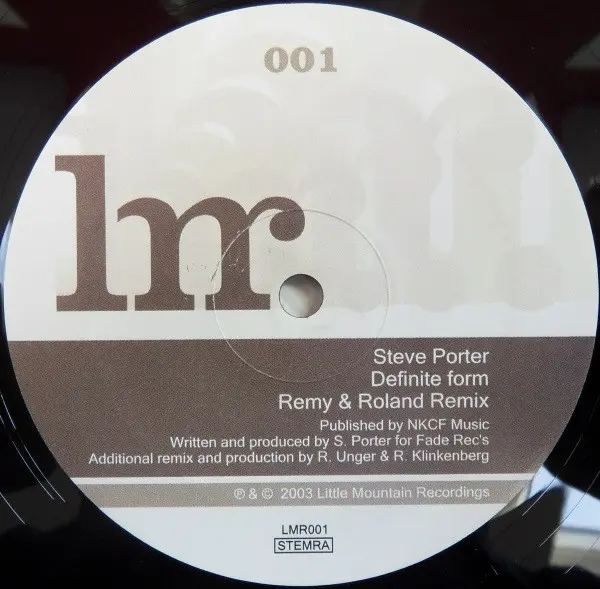 001
lmr
Steve Porter
Definite form
Remy & Roland Remix
Published by NKCF Music
Written and produced by S. Porter for Fade Rec's
Additional remix and production by R. Unger & R. Klinkenberg
℗ & © 2003 Little Mountain Recordings
LMR001
STEMRA